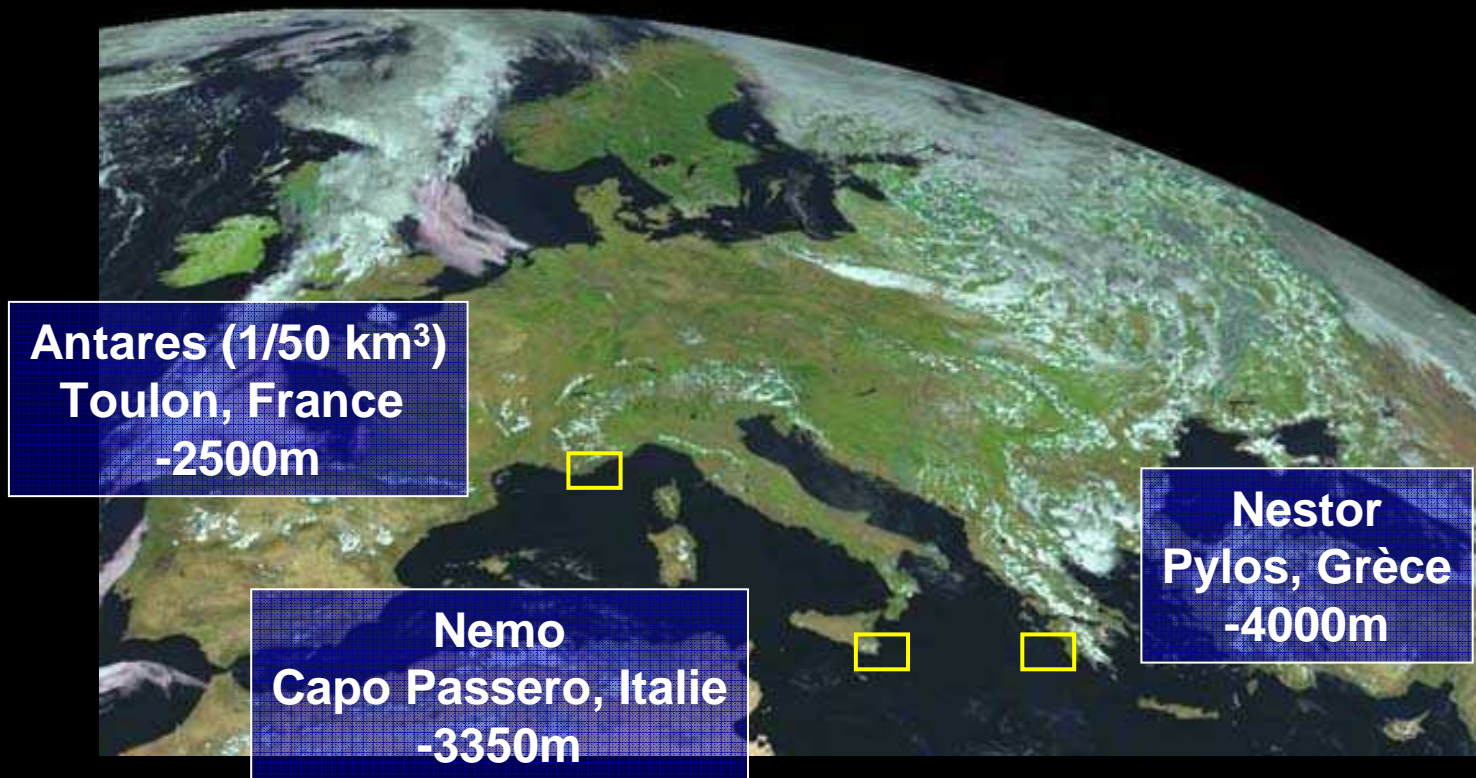 Antares (1/50 km³)
Toulon, France
-2500m
Nemo
Capo Passero, Italie
-3350m
Nestor
Pylos, Grèce
-4000m